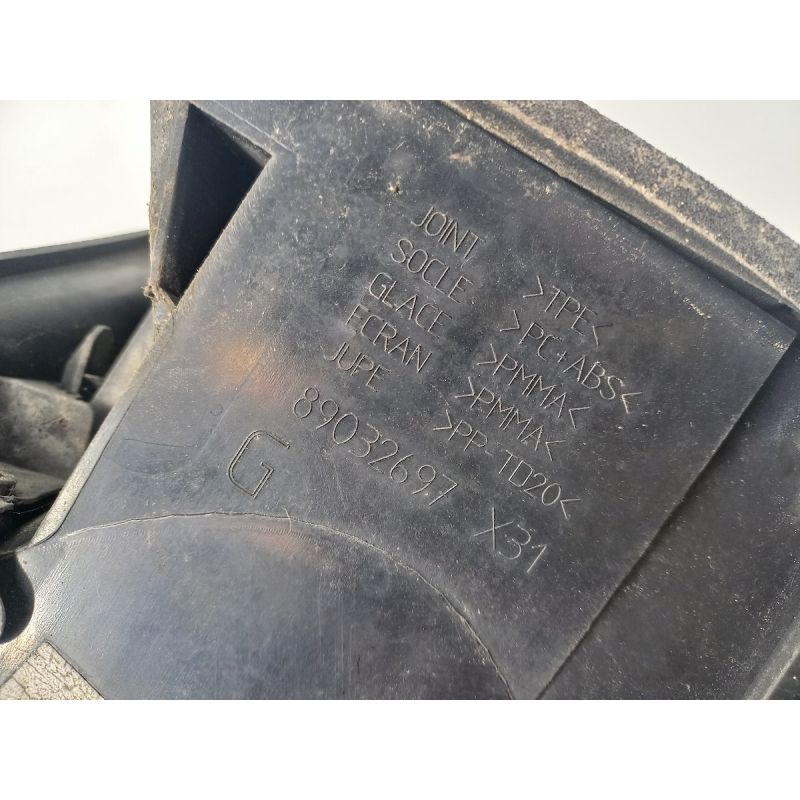 JOINT >TPE<
SOCLE >PC+ABS<
GLACE >PMMA<
ECRAN >PMMA<
JUPE >PP-TD20<
89032697 X31
G